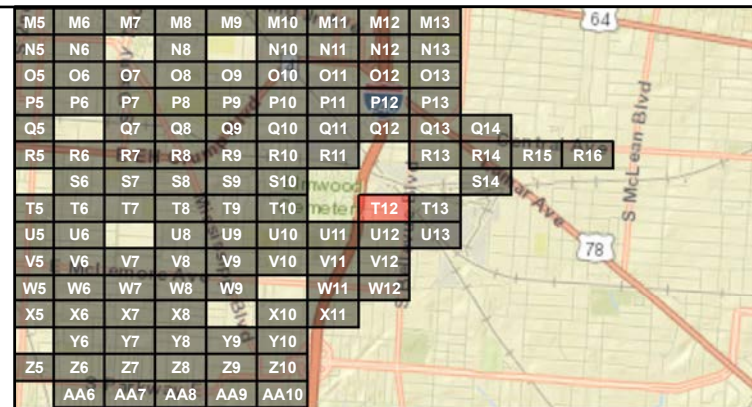 M5 M6 M7 M8 M9 M10 M11 M12 M13 64
N5 N6 N8 N10 N11 N12 N13
O5 O6 O7 O8 O9 O10 O11 O12 O13
P5 P6 P7 P8 P9 P10 P11 P12 P13
Q5 Q7 Q8 Q9 Q10 Q11 Q12 Q13 Q14
Central Ave
R5 R6 R7 R8 R9 R10 R11 R13 R14 R15 R16
S McLean Blvd
S6 S7 S8 S9 S10 S14
T5 T6 T7 T8 T9 T10 T12 T13
U5 U6 U8 U9 U10 U11 U12 U13
78
V5 V6 V7 V8 V9 V10 V11 V12
E McLemore Ave
W5 W6 W7 W8 W9 W11 W12
X5 X6 X7 X8 X10 X11
Y6 Y7 Y8 Y9 Y10
Z5 Z6 Z7 Z8 Z9 Z10
AA6 AA7 AA8 AA9 AA10